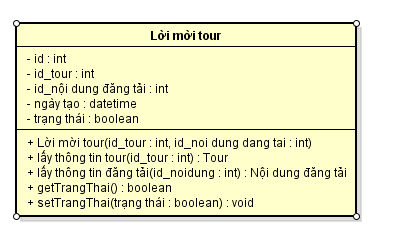 Lời mời tour
- id : int
- id_tour : int
- id_nội dung đăng tải : int
- ngày tạo : datetime
- trạng thái : boolean
+ Lời mời tour(id_tour : int, id_noi dung dang tai : int)
+ lấy thông tin tour(id_tour : int) : Tour
+ lấy thông tin đăng tải(id_noidung : int) : Nội dung đăng tải
+ getTrangThai() : boolean
+ setTrangThai(trạng thái : boolean) : void